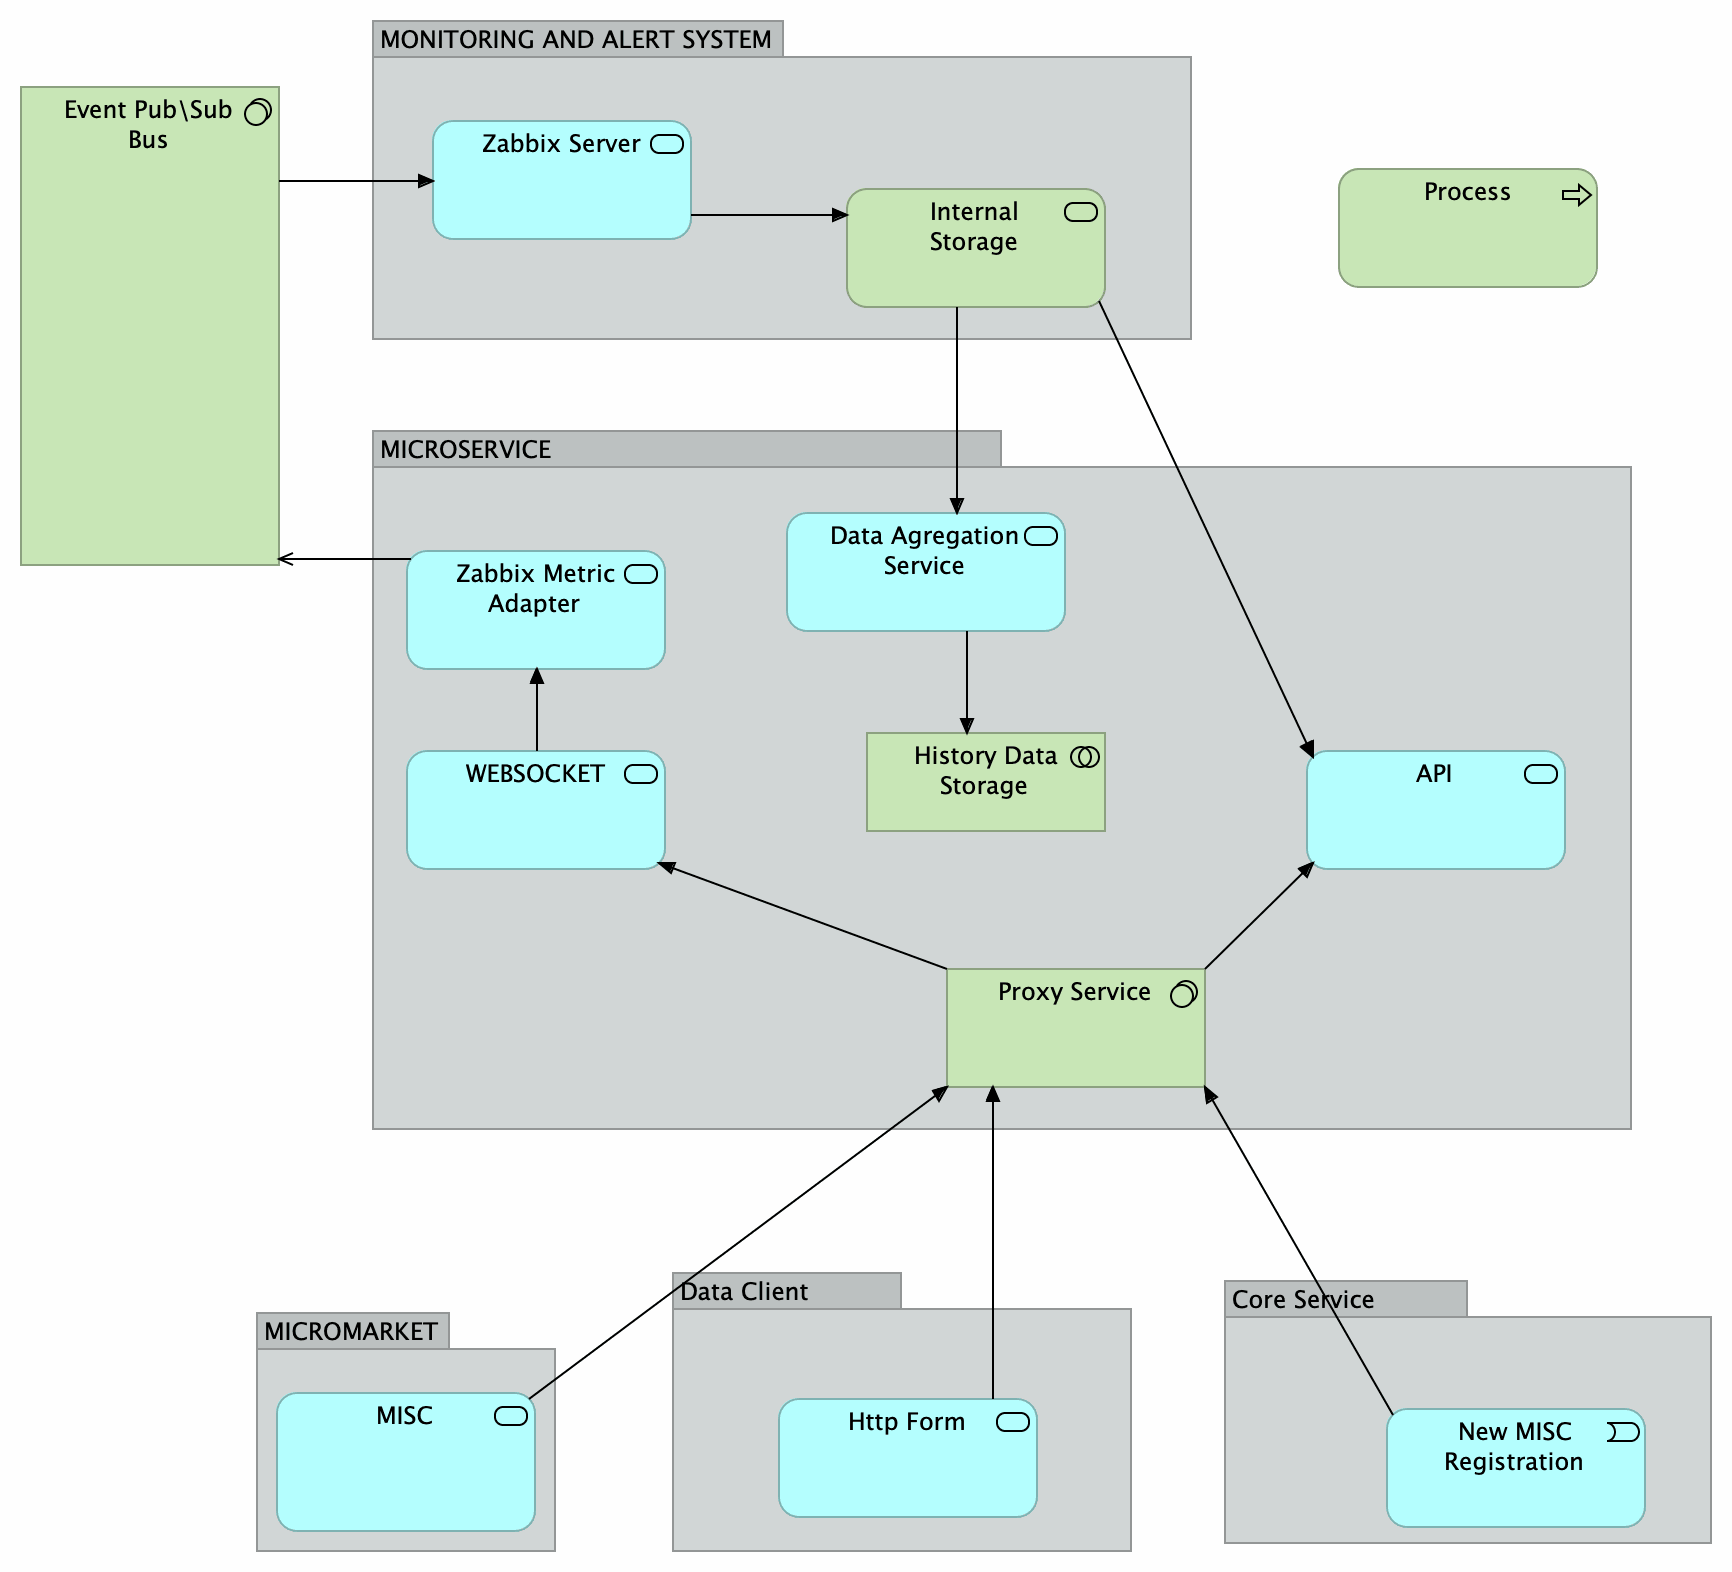 MONITORING AND ALERT SYSTEM
Event Pub\Sub
Bus
Zabbix Server
Internal
Storage
Process
MICROSERVICE
Data Agregation
Service
Zabbix Metric
Adapter
History Data
Storage
WEBSOCKET
API
Proxy Service
Data Client
Core Service
MICROMARKET
MISC
Http Form
New MISC
Registration